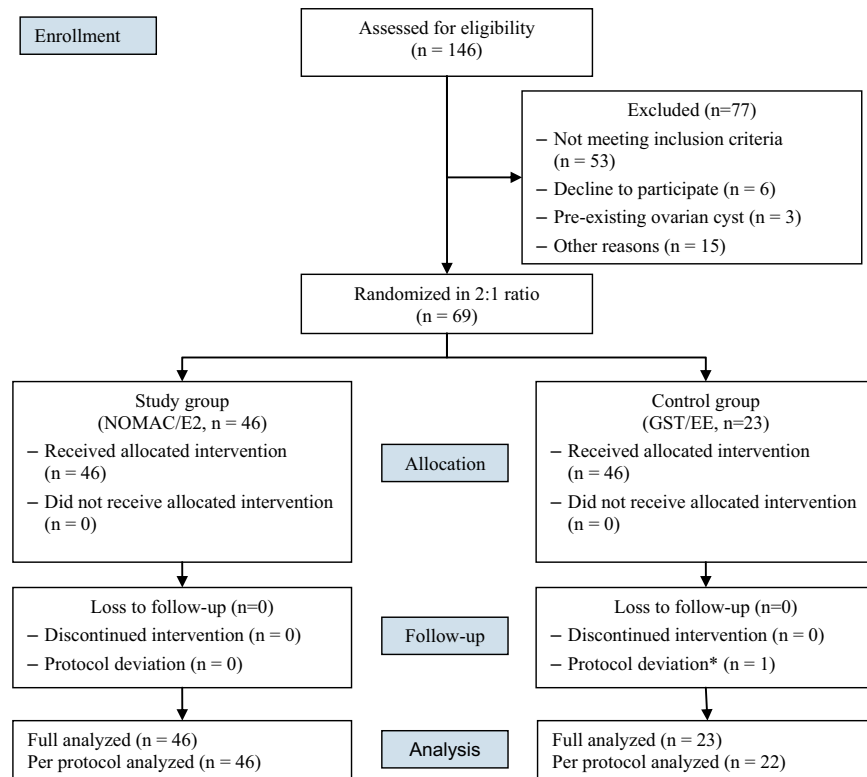 Enrollment
Assessed for eligibility
(n = 146)
Excluded (n=77)
– Not meeting inclusion criteria
(n = 53)
– Decline to participate (n = 6)
– Pre-existing ovarian cyst (n = 3)
– Other reasons (n = 15)
Randomized in 2:1 ratio
(n = 69)
Study group
(NOMAC/E2, n = 46)
– Received allocated intervention
(n = 46)
– Did not receive allocated intervention
(n = 0)
Allocation
Control group
(GST/EE, n=23)
– Received allocated intervention
(n = 46)
– Did not receive allocated intervention
(n = 0)
Loss to follow-up (n=0)
– Discontinued intervention (n = 0)
– Protocol deviation (n = 0)
Follow-up
Loss to follow-up (n=0)
– Discontinued intervention (n = 0)
– Protocol deviation* (n = 1)
Full analyzed (n = 46)
Per protocol analyzed (n = 46)
Analysis
Full analyzed (n = 23)
Per protocol analyzed (n = 22)